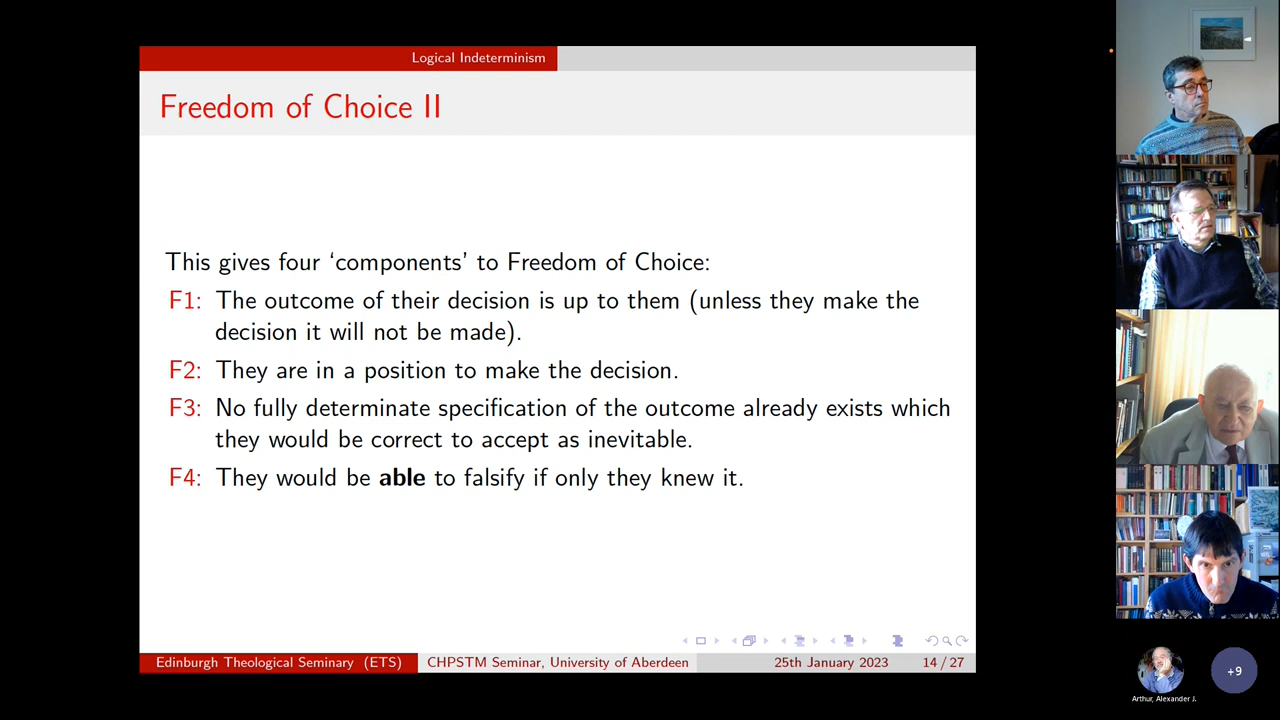 Logical Indeterminism
Freedom of Choice II
This gives four ‘components’ to Freedom of Choice:
F1: The outcome of their decision is up to them (unless they make the
decision it will not be made).
F2: They are in a position to make the decision.
F3: No fully determinate specification of the outcome already exists which
they would be correct to accept as inevitable.
F4: They would be able to falsify if only they knew it.
Edinburgh Theological Seminary (ETS) CHPSTM Seminar, University of Aberdeen 25th January 2023 14 / 27
Arthur, Alexander J.
+9